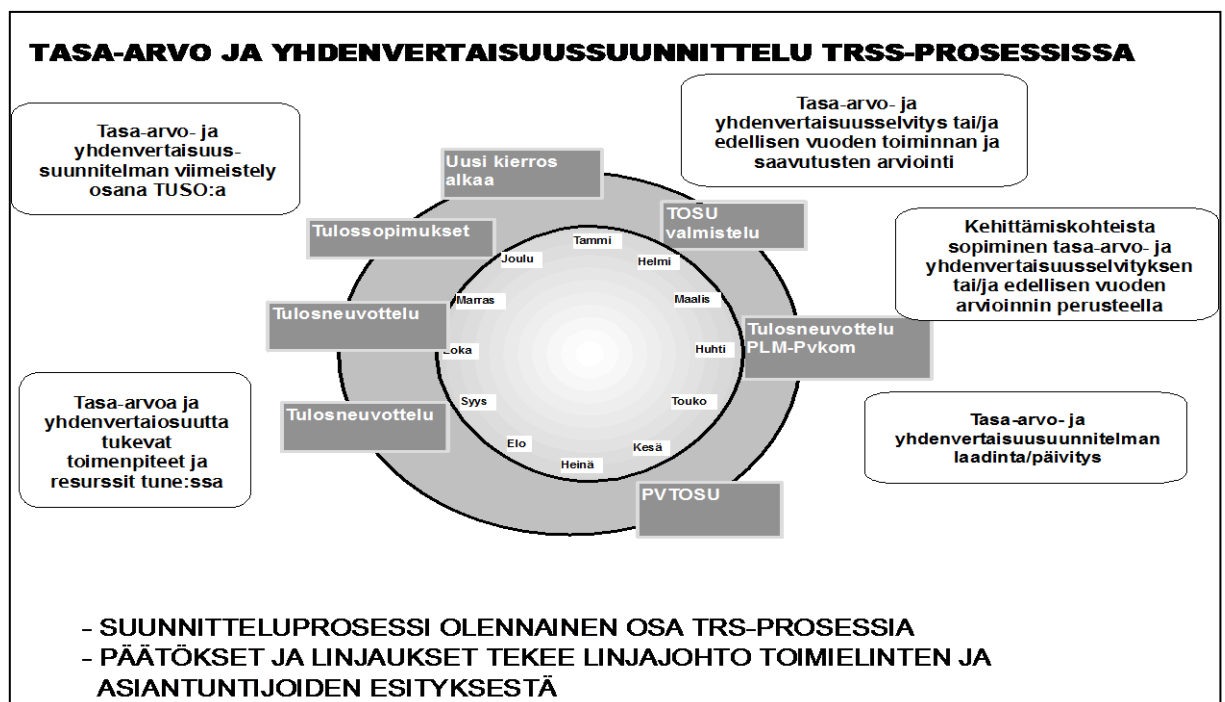 TASA-ARVO JA YHDENVERTAISUUSSUUNNITTELU TRSS-PROSESSISSA
Tasa-arvo- ja
yhdenvertaisuus-
suunnitelman viimeistely
osana TUSO:a
Tasa-arvo- ja
yhdenvertaisuusselvitys tai/ja
edellisen vuoden toiminnan ja
saavutusten arviointi
Uusi kierros
alkaa
Tulossopimukset
TOSU
valmistelu
Kehittämiskohteista
sopiminen tasa-arvo- ja
yhdenvertaisuusselvityksen
tai/ja edellisen vuoden
arvioinnin perusteella
Tammi
Joulu
Helmi
Marras
Maalis
Tulosneuvottelu
Tulosneuvottelu
PLM-Pvkom
Loka
Huhti
Tasa-arvoa ja
yhdenvertaiosuutta
tukevat
toimenpiteet ja
resurssit tune:ssa
Tulosneuvottelu
Syys
Touko
Tasa-arvo- ja
yhdenvertaisuusuunnitelman
laadinta/päivitys
Elo
Kesä
Heinä
PVTOSU
- SUUNNITTELUPROSESSI OLENNAINEN OSA TRS-PROSESSIA
- PÄÄTÖKSET JA LINJAUKSET TEKEE LINJAJOHTO TOIMIELINTEN JA
ASIANTUNTIJOIDEN ESITYKSESTÄ